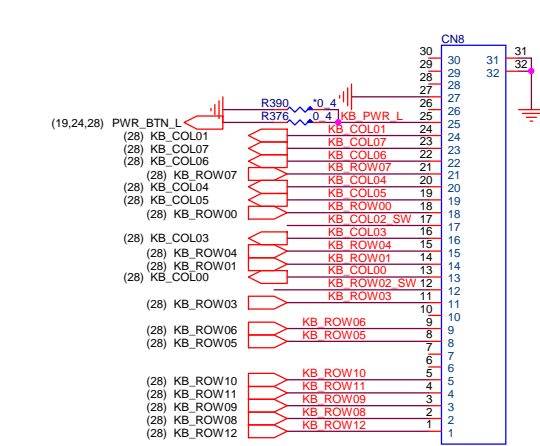 CN8
30 30 31 31
29 29 32 32
28 28
27 27
R390 *0_4 26 26
(19,24,28) PWR_BTN_L R376 0_4 KB_PWR_L 25 25
(28) KB_COL01 KB_COL01 24 24
(28) KB_COL07 KB_COL07 23 23
(28) KB_COL06 KB_COL06 22 22
(28) KB_ROW07 KB_ROW07 21 21
(28) KB_COL04 KB_COL04 20 20
(28) KB_COL05 KB_COL05 19 19
(28) KB_ROW00 KB_ROW00 18 18
KB_COL02_SW 17 17
(28) KB_COL03 KB_COL03 16 16
(28) KB_ROW04 KB_ROW04 15 15
(28) KB_ROW01 KB_ROW01 14 14
(28) KB_COL00 KB_COL00 13 13
KB_ROW02_SW 12 12
(28) KB_ROW03 KB_ROW03 11 11
10 10
(28) KB_ROW06 KB_ROW06 9 9
(28) KB_ROW05 KB_ROW05 8 8
7 7
6 6
(28) KB_ROW10 KB_ROW10 5 5
(28) KB_ROW11 KB_ROW11 4 4
(28) KB_ROW09 KB_ROW09 3 3
(28) KB_ROW08 KB_ROW08 2 2
(28) KB_ROW12 KB_ROW12 1 1